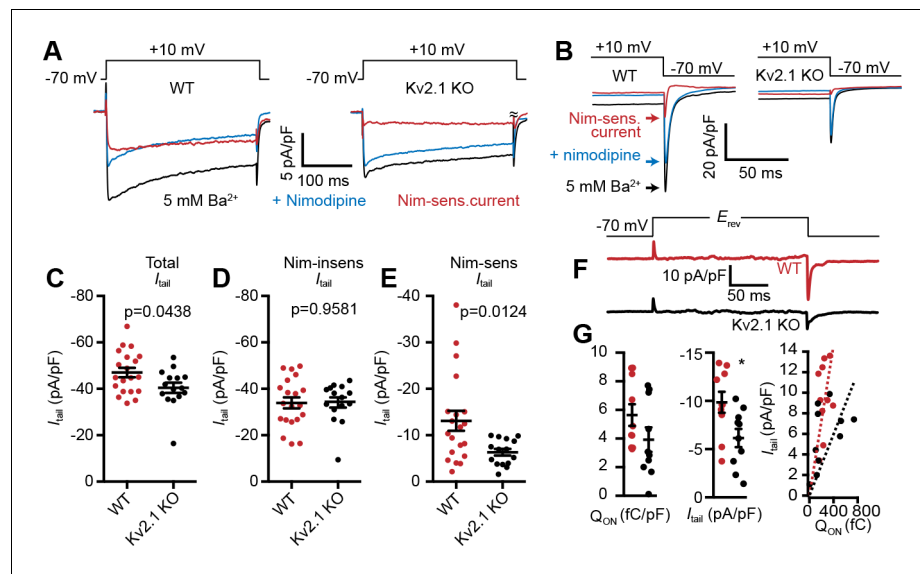 A
+10 mV
+10 mV
-70 mV
WT
-70 mV
Kv2.1 KO
≈
5 pA/pF
100 ms
5 mM Ba²⁺
+ Nimodipine
Nim-sens.current
B
+10 mV
+10 mV
WT
-70 mV
Kv2.1 KO
-70 mV
Nim-sens.
current
+ nimodipine
5 mM Ba²⁺
20 pA/pF
50 ms
C
Total
Itail
p=0.0438
-80
-60
-40
-20
0
Itail (pA/pF)
WT
Kv2.1 KO
D
Nim-insens
Itail
p=0.9581
-80
-60
-40
-20
0
Itail (pA/pF)
WT
Kv2.1 KO
E
Nim-sens
Itail
p=0.0124
-40
-30
-20
-10
0
Itail (pA/pF)
WT
Kv2.1 KO
F
-70 mV
Erev
WT
10 pA/pF
50 ms
Kv2.1 KO
G
10
8
6
4
2
0
QON (fC/pF)
-15
-10
-5
0
*
Itail (pA/pF)
14
12
10
8
6
4
2
0
Itail (pA/pF)
0
400
800
QON (fC)